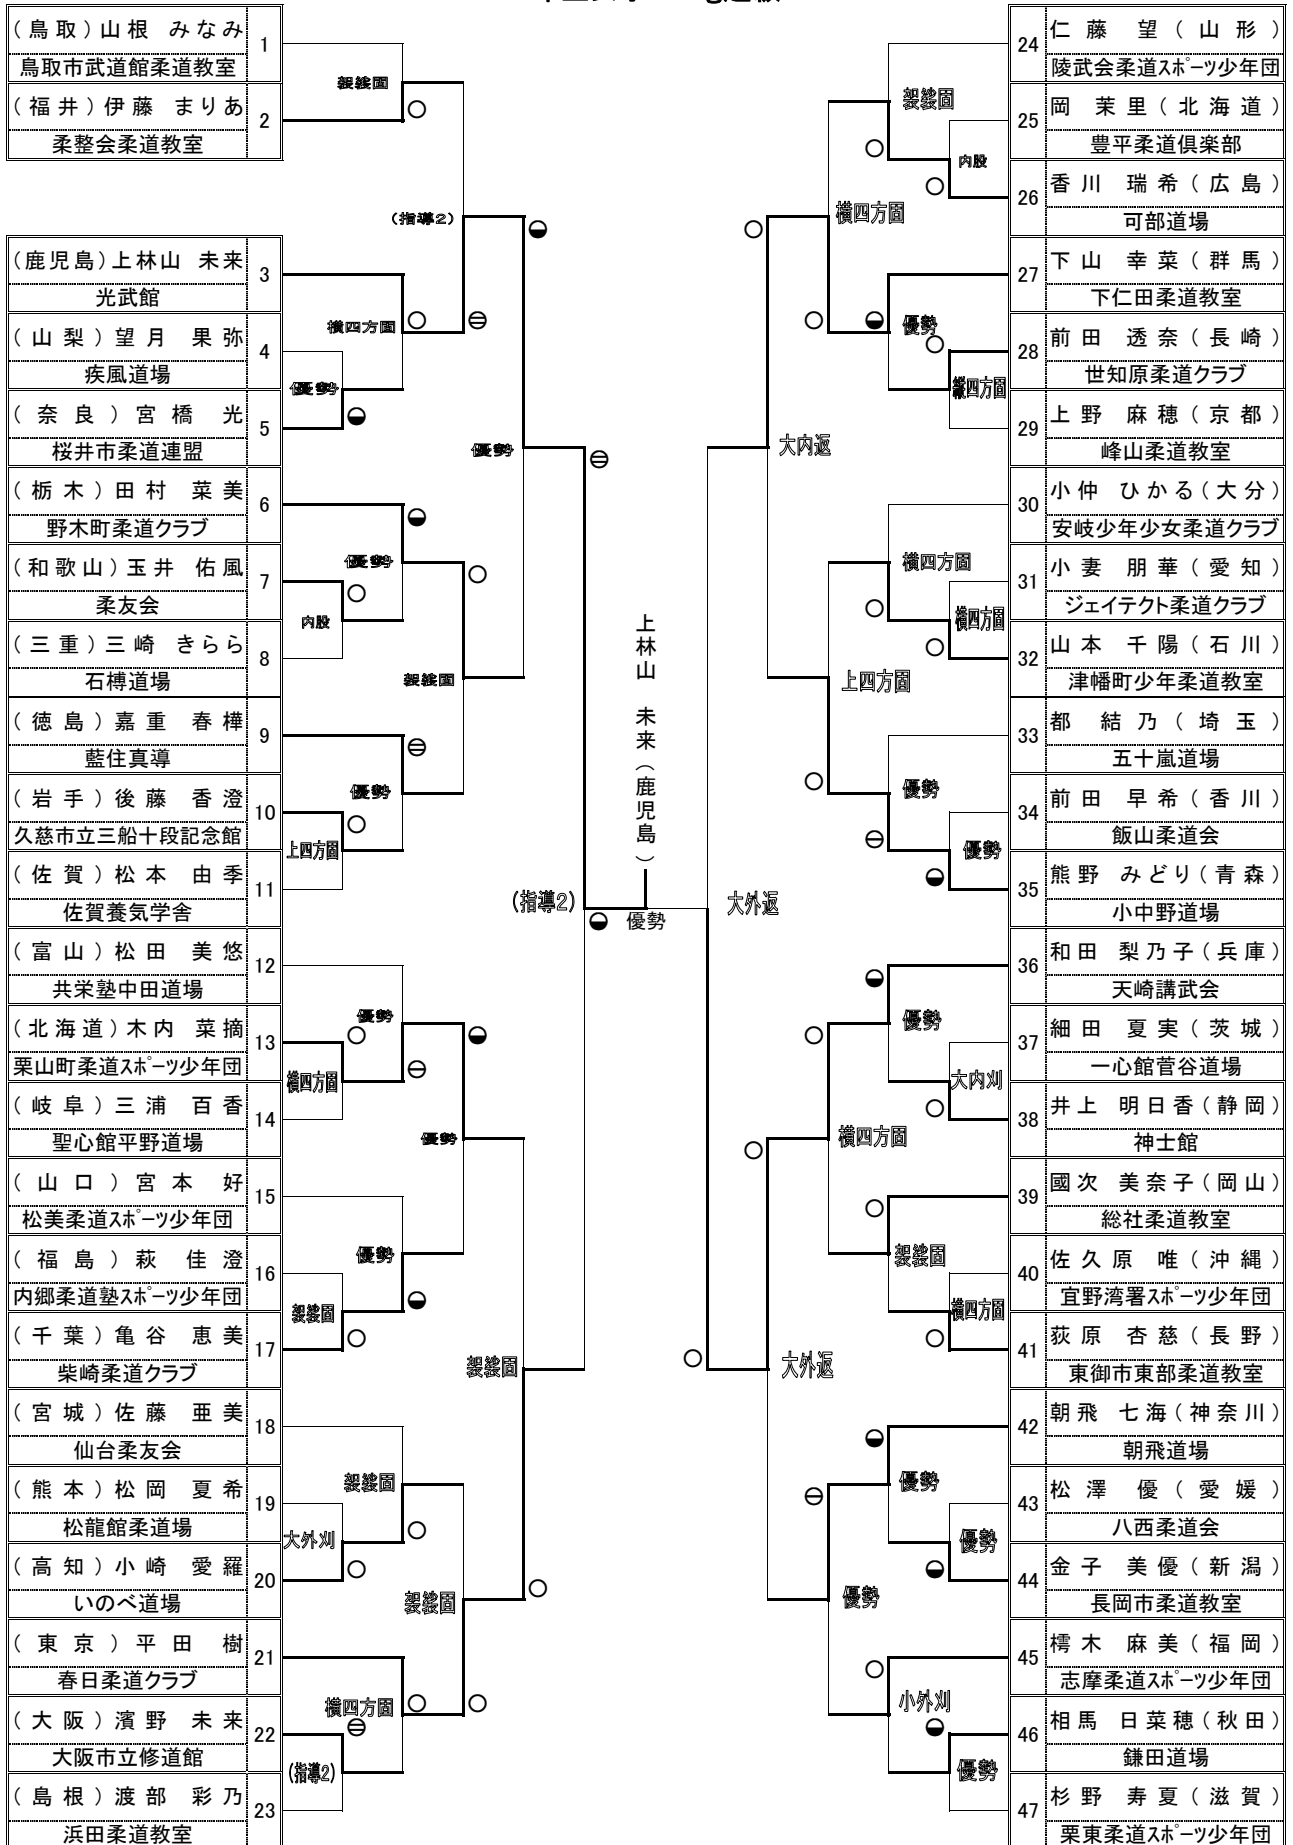 (鳥取)山根 みなみ
1
鳥取市武道館柔道教室
(福井)伊藤 まりあ
2
柔整会柔道教室
(鹿児島)上林山 未来
3
光武館
(山梨)望月 果弥
4
疾風道場
(奈良)宮橋 光
5
桜井市柔道連盟
(栃木)田村 菜美
6
野木町柔道クラブ
(和歌山)玉井 佑風
7
柔友会
(三重)三崎 きらら
8
石榑道場
(徳島)嘉重 春樺
9
藍住真導
(岩手)後藤 香澄
10
久慈市立三船十段記念館
(佐賀)松本 由季
11
佐賀養気学舎
(富山)松田 美悠
12
共栄塾中田道場
(北海道)木内 菜摘
13
栗山町柔道スポーツ少年団
(岐阜)三浦 百香
14
聖心館平野道場
(山口)宮本 好
15
松美柔道スポーツ少年団
(福島)萩 佳澄
16
内郷柔道塾スポーツ少年団
(千葉)亀谷 恵美
17
柴崎柔道クラブ
(宮城)佐藤 亜美
18
仙台柔友会
(熊本)松岡 夏希
19
松龍館柔道場
(高知)小崎 愛羅
20
いのべ道場
(東京)平田 樹
21
春日柔道クラブ
(大阪)濱野 未来
22
大阪市立修道館
(島根)渡部 彩乃
23
浜田柔道教室
袈裟固
(指導2)
横四方固
優勢
優勢
優勢
内股
袈裟固
優勢
上四方固
(指導2)
優勢
横四方固
優勢
優勢
袈裟固
袈裟固
袈裟固
大外刈
袈裟固
横四方固
(指導2)
上林山 未来(鹿児島)
優勢
袈裟固
内股
横四方固
優勢
縦四方固
大内返
横四方固
横四方固
上四方固
優勢
優勢
大外返
優勢
大内刈
横四方固
袈裟固
横四方固
大外返
優勢
優勢
優勢
小外刈
優勢
24
仁藤 望(山形)
陵武会柔道スポーツ少年団
25
岡 茉里(北海道)
豊平柔道倶楽部
26
香川 瑞希(広島)
可部道場
27
下山 幸菜(群馬)
下仁田柔道教室
28
前田 透奈(長崎)
世知原柔道クラブ
29
上野 麻穂(京都)
峰山柔道教室
30
小仲 ひかる(大分)
安岐少年少女柔道クラブ
31
小妻 朋華(愛知)
ジェイテクト柔道クラブ
32
山本 千陽(石川)
津幡町少年柔道教室
33
都 結乃(埼玉)
五十嵐道場
34
前田 早希(香川)
飯山柔道会
35
熊野 みどり(青森)
小中野道場
36
和田 梨乃子(兵庫)
天崎講武会
37
細田 夏実(茨城)
一心館菅谷道場
38
井上 明日香(静岡)
神士館
39
國次 美奈子(岡山)
総社柔道教室
40
佐久原 唯(沖縄)
宜野湾署スポーツ少年団
41
荻原 杏慈(長野)
東御市東部柔道教室
42
朝飛 七海(神奈川)
朝飛道場
43
松澤 優(愛媛)
八西柔道会
44
金子 美優(新潟)
長岡市柔道教室
45
樗木 麻美(福岡)
志摩柔道スポーツ少年団
46
相馬 日菜穂(秋田)
鎌田道場
47
杉野 寿夏(滋賀)
栗東柔道スポーツ少年団